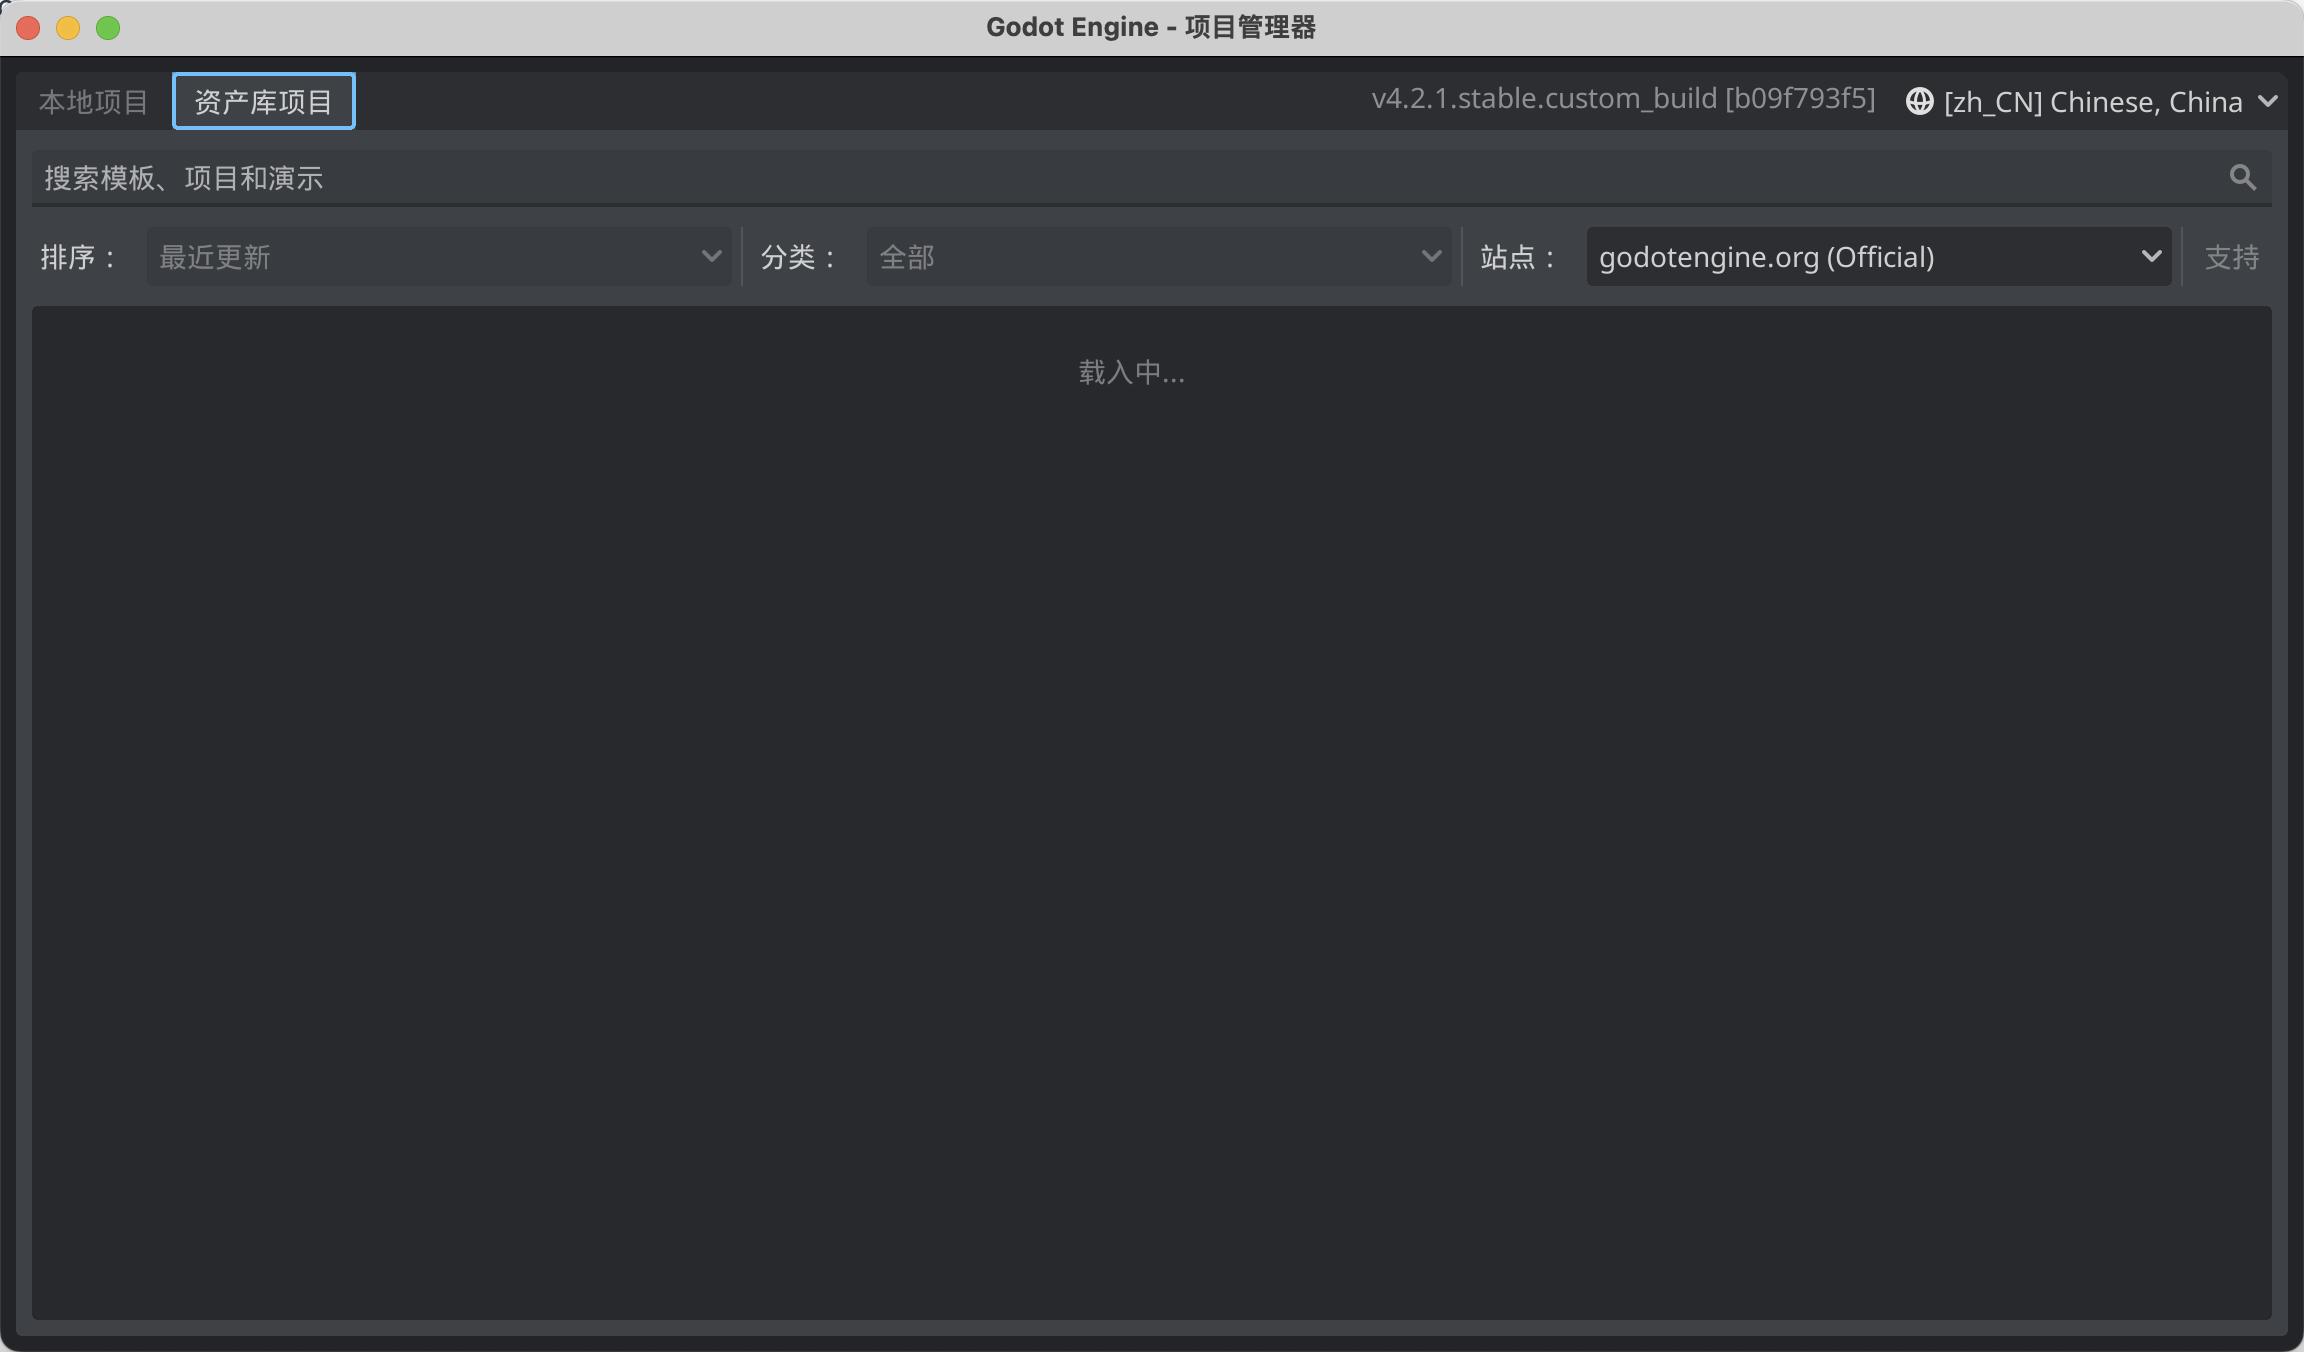 Godot Engine - 项目管理器
本地项目 资产库项目 v4.2.1.stable.custom_build [b09f793f5] [zh_CN] Chinese, China
搜索模板、项目和演示
排序： 最近更新 分类： 全部 站点： godotengine.org (Official) 支持
载入中...